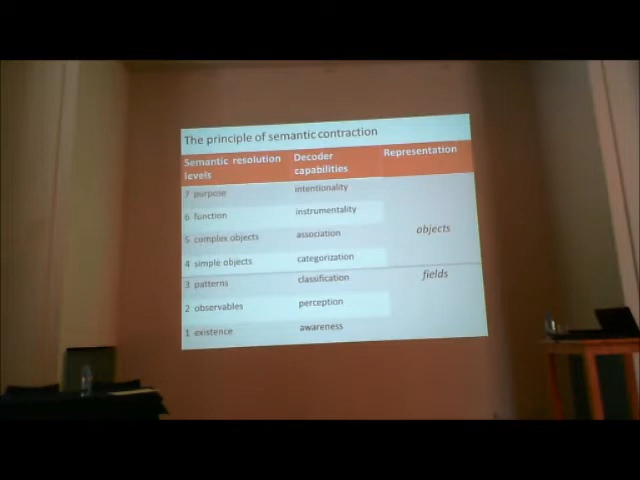 The principle of semantic contraction
Semantic resolution levels Decoder capabilities Representation
7 purpose intentionality
6 function instrumentality
5 complex objects association objects
4 simple objects categorization
3 patterns classification fields
2 observables perception
1 existence awareness